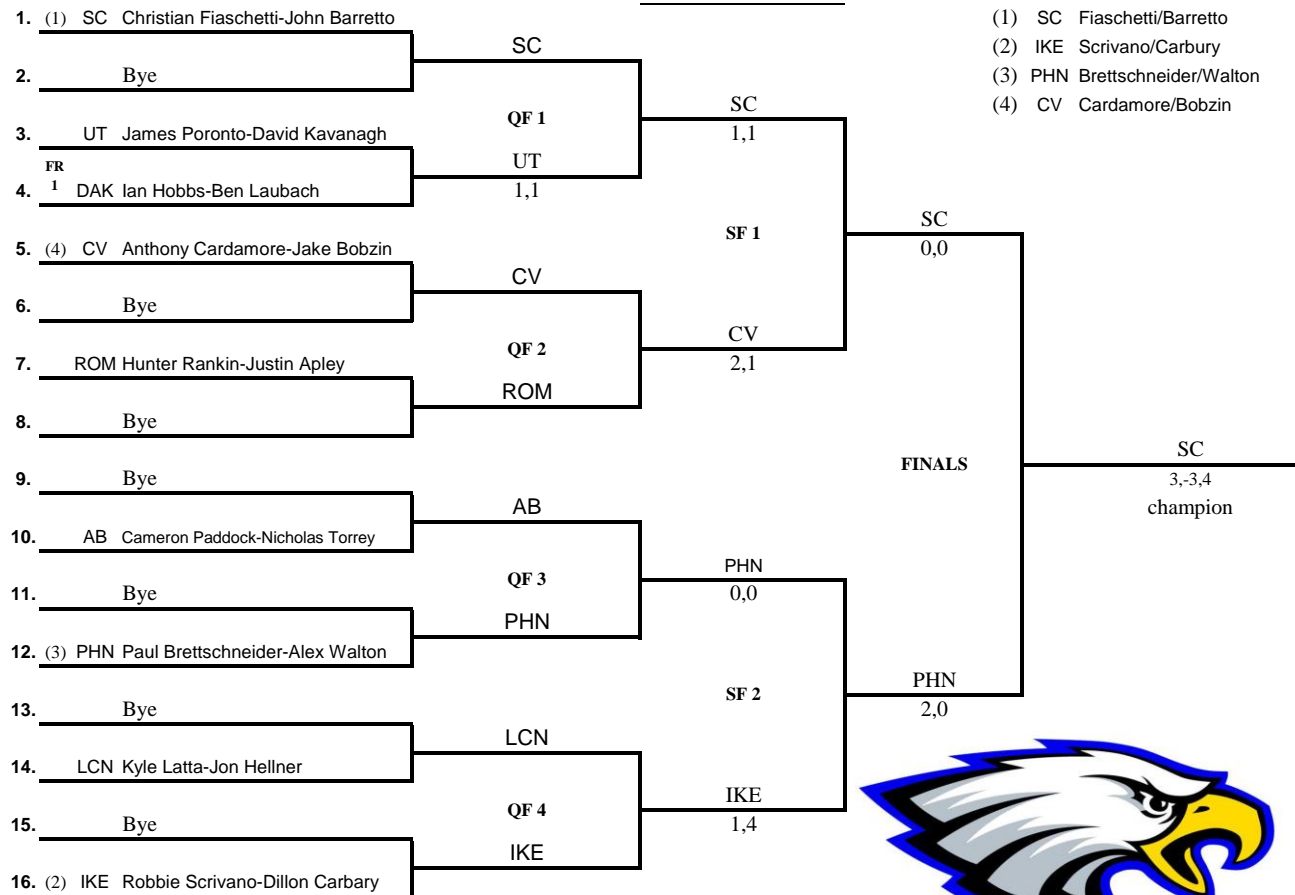 1. (1) SC Christian Fiaschetti-John Barretto
(1) SC Fiaschetti/Barretto
SC
(2) IKE Scrivano/Carbury
2. Bye
(3) PHN Brettschneider/Walton
SC
(4) CV Cardamore/Bobzin
QF 1
3. UT James Poronto-David Kavanagh
1,1
FR
UT
1
4. DAK Ian Hobbs-Ben Laubach
1,1
SC
SF 1
5. (4) CV Anthony Cardamore-Jake Bobzin
0,0
CV
6. Bye
CV
QF 2
7. ROM Hunter Rankin-Justin Apley
2,1
ROM
8. Bye
SC
FINALS
9. Bye
3,-3,4
AB
champion
10. AB Cameron Paddock-Nicholas Torrey
PHN
QF 3
11. Bye
0,0
PHN
12. (3) PHN Paul Brettschneider-Alex Walton
PHN
SF 2
13. Bye
2,0
LCN
14. LCN Kyle Latta-Jon Hellner
IKE
QF 4
15. Bye
1,4
IKE
16. (2) IKE Robbie Scrivano-Dillon Carbary